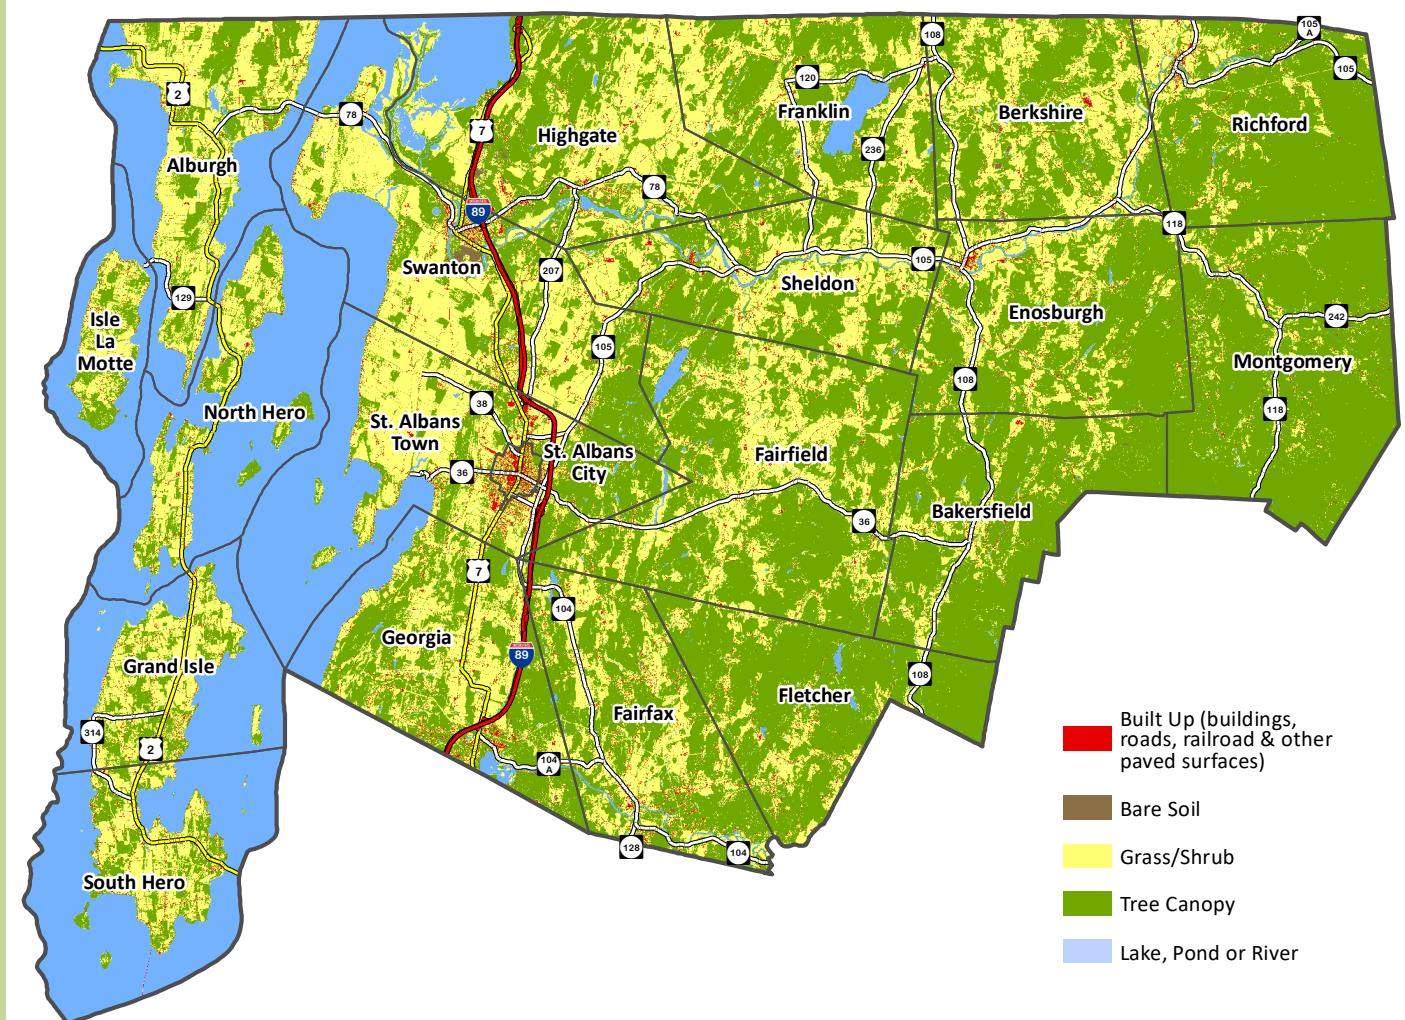 105
A
108
105
120
2
Franklin
Berkshire
78
7
Richford
Highgate
236
Alburgh
78
89
118
Swanton
207
105
Sheldon
129
Enosburgh
242
Isle
La
Motte
105
Montgomery
108
North Hero
38
118
St. Albans
Town
St. Albans
City
Fairfield
36
Bakersfield
36
7
104
Georgia
89
Grand Isle
108
Fletcher
Fairfax
314
2
104
A
128
104
South Hero
Built Up (buildings,
roads, railroad & other
paved surfaces)
Bare Soil
Grass/Shrub
Tree Canopy
Lake, Pond or River